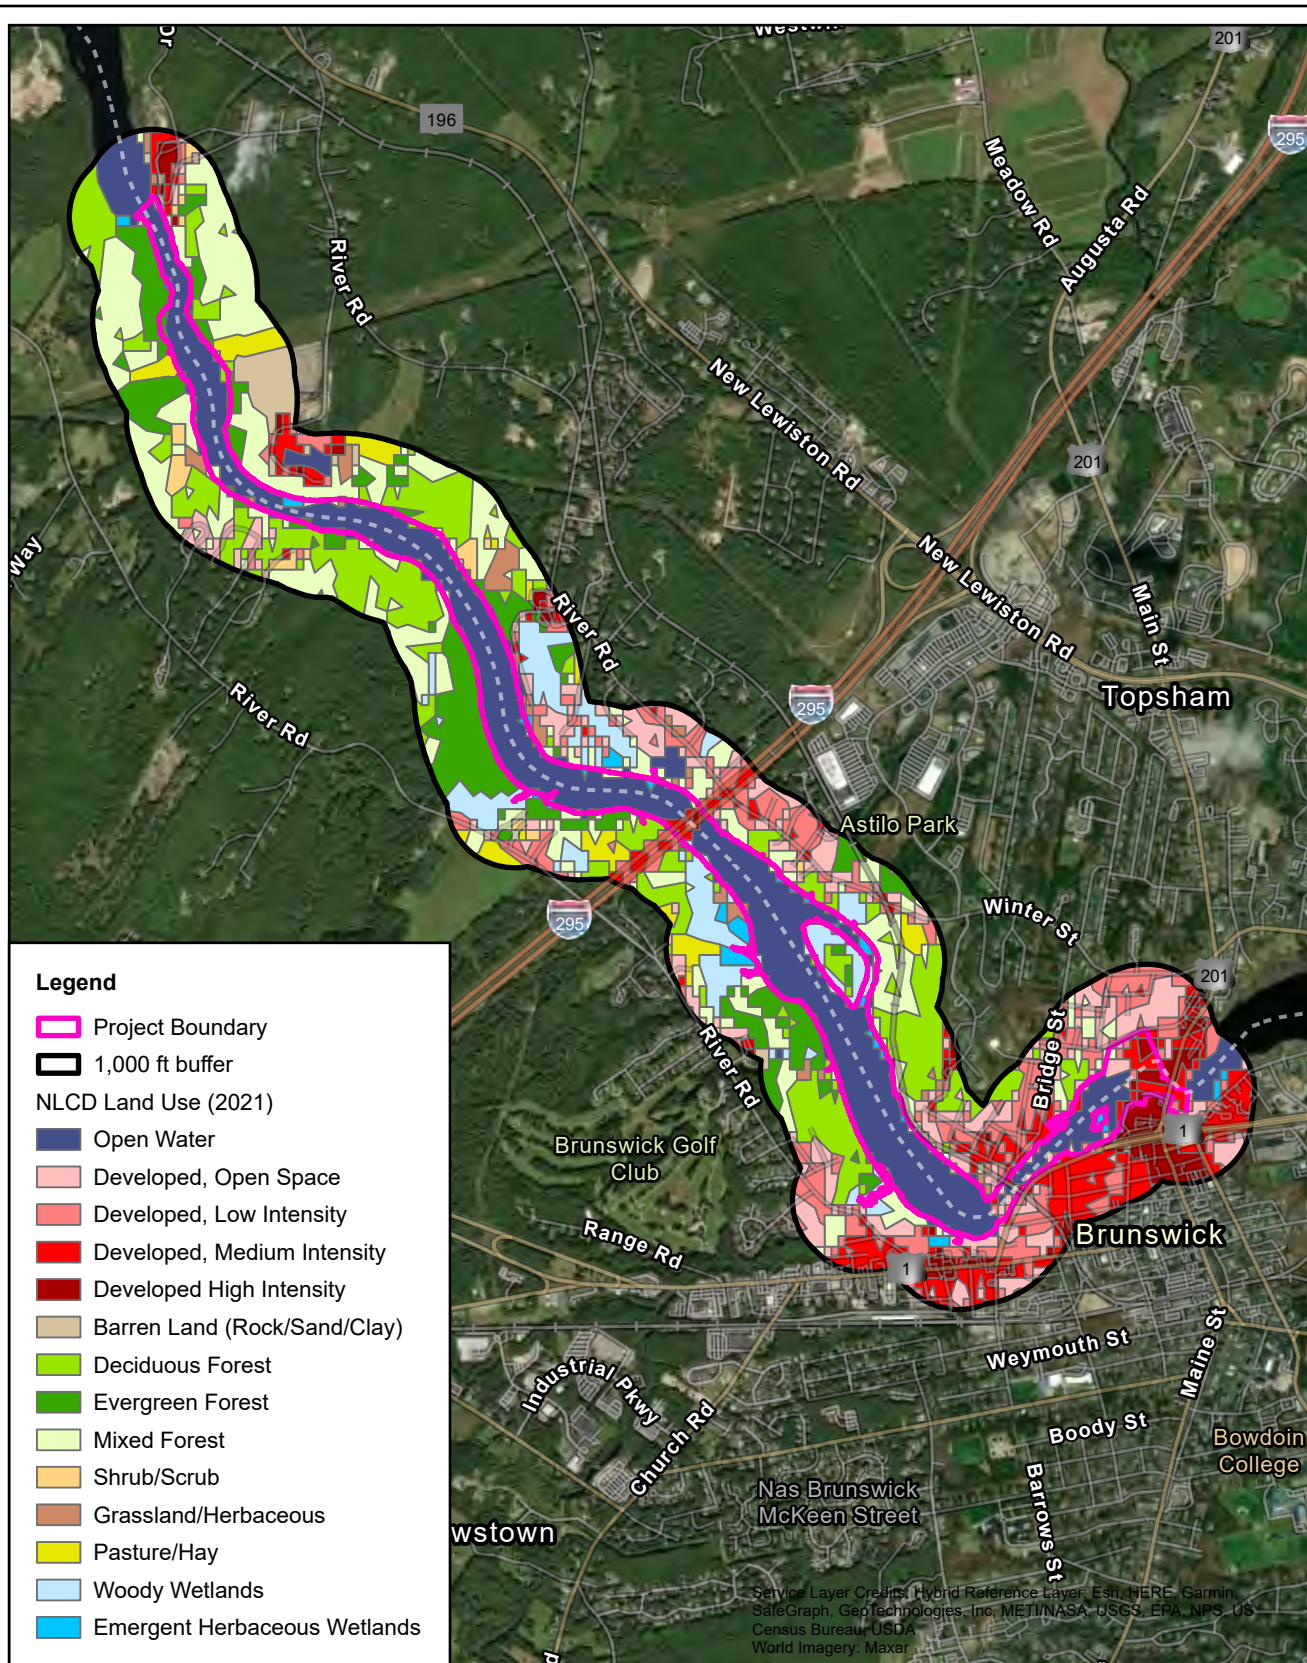 Dr
Westwi
201
196
295
Meadow Rd
Augusta Rd
River Rd
New Lewiston Rd
201
Way
New Lewiston Rd
Main St
River Rd
River Rd
295
Topsham
Astilo Park
Winter St
295
201
River Rd
Bridge St
1
Brunswick Golf
Club
Range Rd
Brunswick
1
Weymouth St
Maine St
Industrial Pkwy
Church Rd
Boody St
Bowdoin
College
Barrows St
Nas Brunswick
McKeen Street
wstown
Legend
Project Boundary
1,000 ft buffer
NLCD Land Use (2021)
Open Water
Developed, Open Space
Developed, Low Intensity
Developed, Medium Intensity
Developed High Intensity
Barren Land (Rock/Sand/Clay)
Deciduous Forest
Evergreen Forest
Mixed Forest
Shrub/Scrub
Grassland/Herbaceous
Pasture/Hay
Woody Wetlands
Emergent Herbaceous Wetlands
Service Layer Credits: Hybrid Reference Layer: Esri, HERE, Garmin,
SafeGraph, GeoTechnologies, Inc, METI/NASA, USGS, EPA, NPS, US
Census Bureau, USDA
World Imagery: Maxar